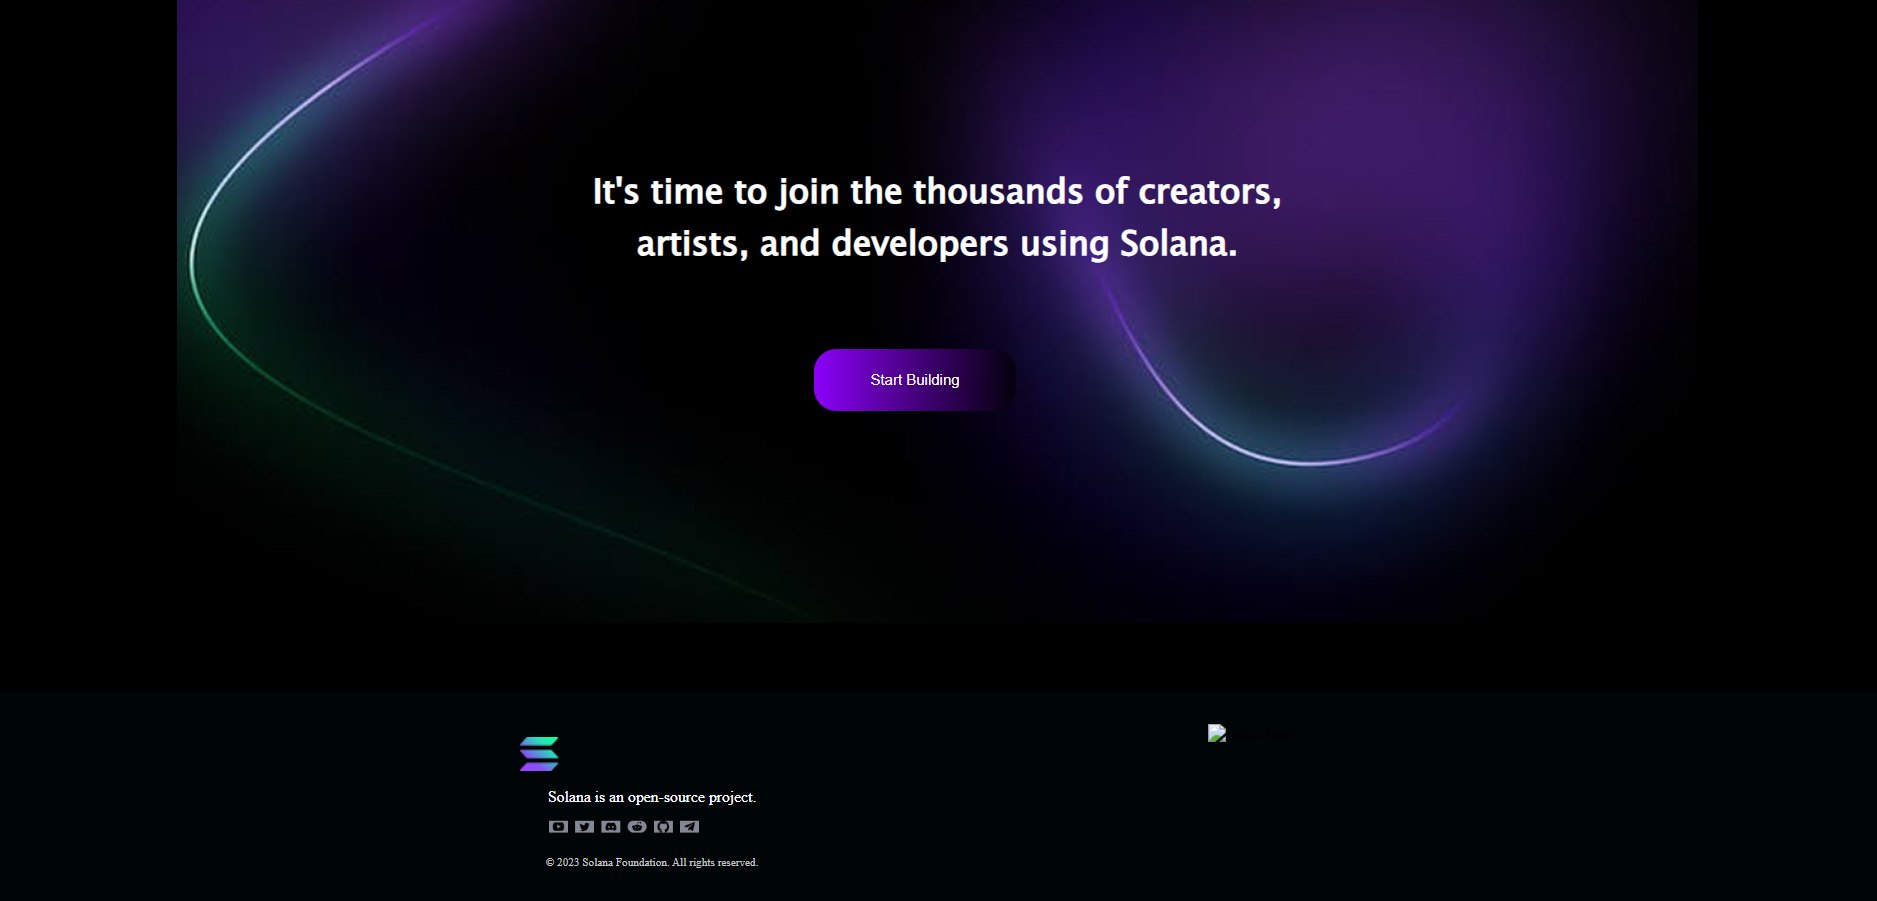 It's time to join the thousands of creators,
artists, and developers using Solana.
Start Building
Solana is an open-source project.
© 2023 Solana Foundation. All rights reserved.